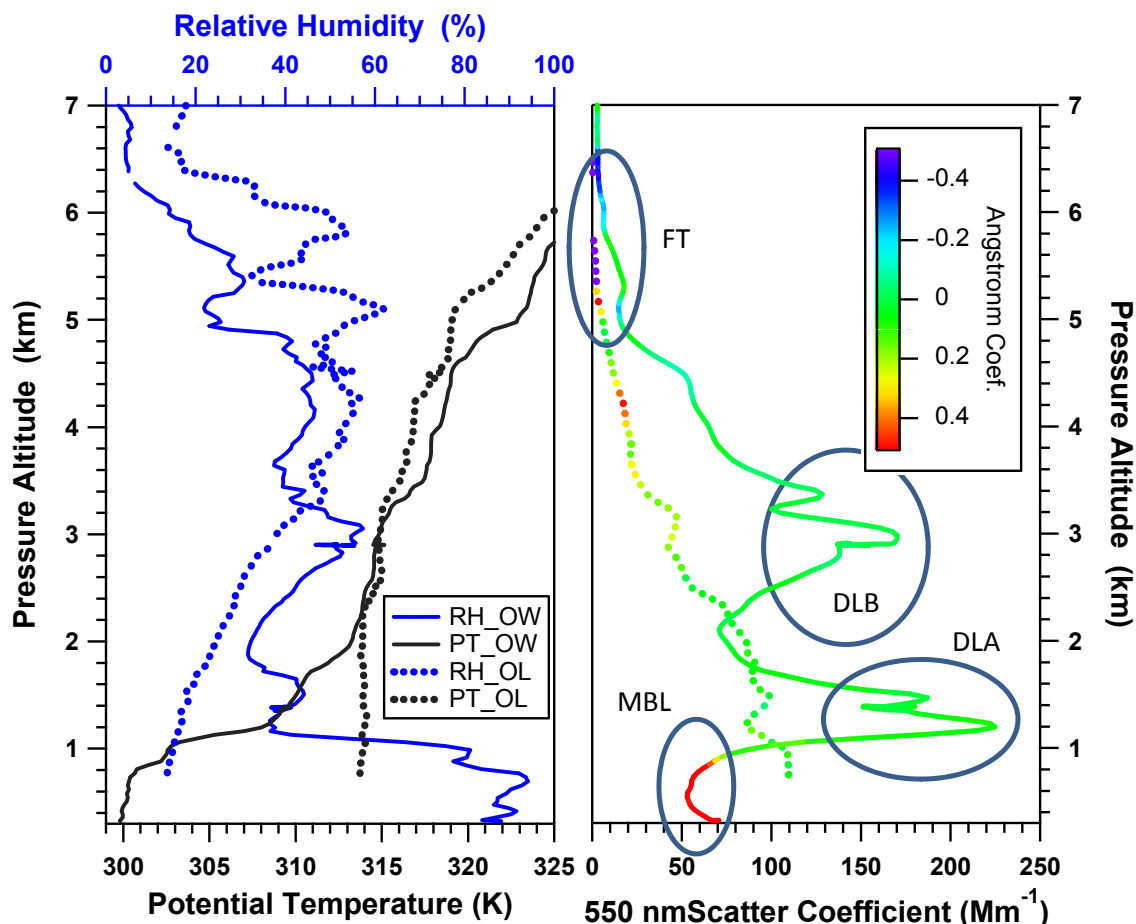 Relative Humidity (%)
0 20 40 60 80 100
7
6
5
4
3
2
1
Pressure Altitude (km)
300 305 310 315 320 325
Potential Temperature (K)
RH_OW
PT_OW
RH_OL
PT_OL
FT
DLB
DLA
MBL
-0.4
-0.2
0
0.2
0.4
Angstronm Coef.
7
6
5
4
3
2
1
Pressure Altitude (km)
0 50 100 150 200 250
550 nmScatter Coefficient (Mm-1)